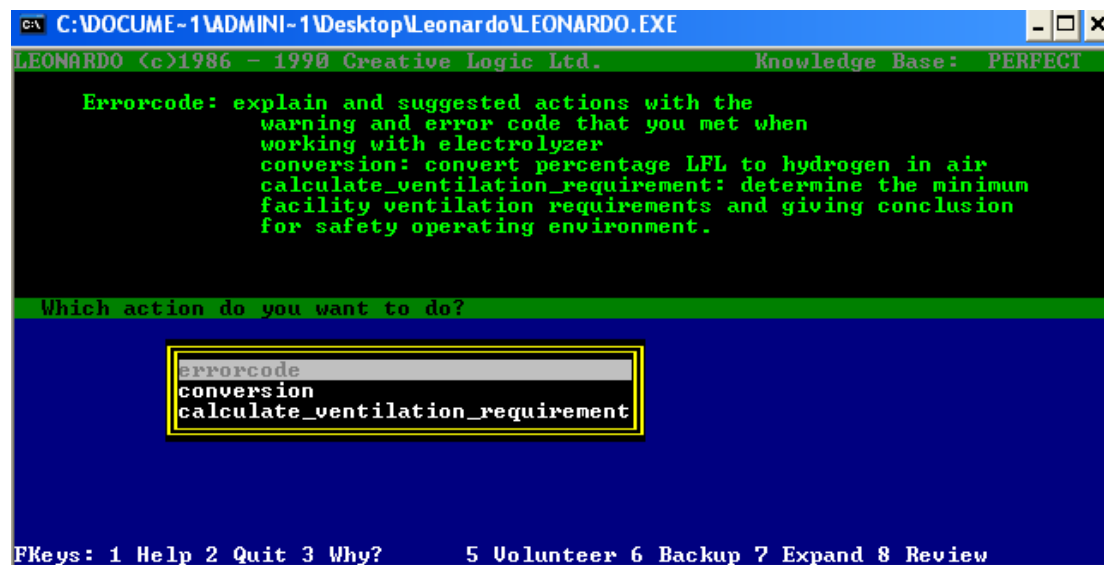 C:\DOCUME~1\ADMINI~1\Desktop\Leonardo\LEONARDO.EXE
LEONARDO (c)1986 - 1990 Creative Logic Ltd. Knowledge Base: PERFECT
Errorcode: explain and suggested actions with the
warning and error code that you met when
working with electrolyzer
conversion: convert percentage LFL to hydrogen in air
calculate_ventilation_requirement: determine the minimum
facility ventilation requirements and giving conclusion
for safety operating environment.
Which action do you want to do?
errorcode
conversion
calculate_ventilation_requirement
FKeys: 1 Help 2 Quit 3 Why? 5 Volunteer 6 Backup 7 Expand 8 Review